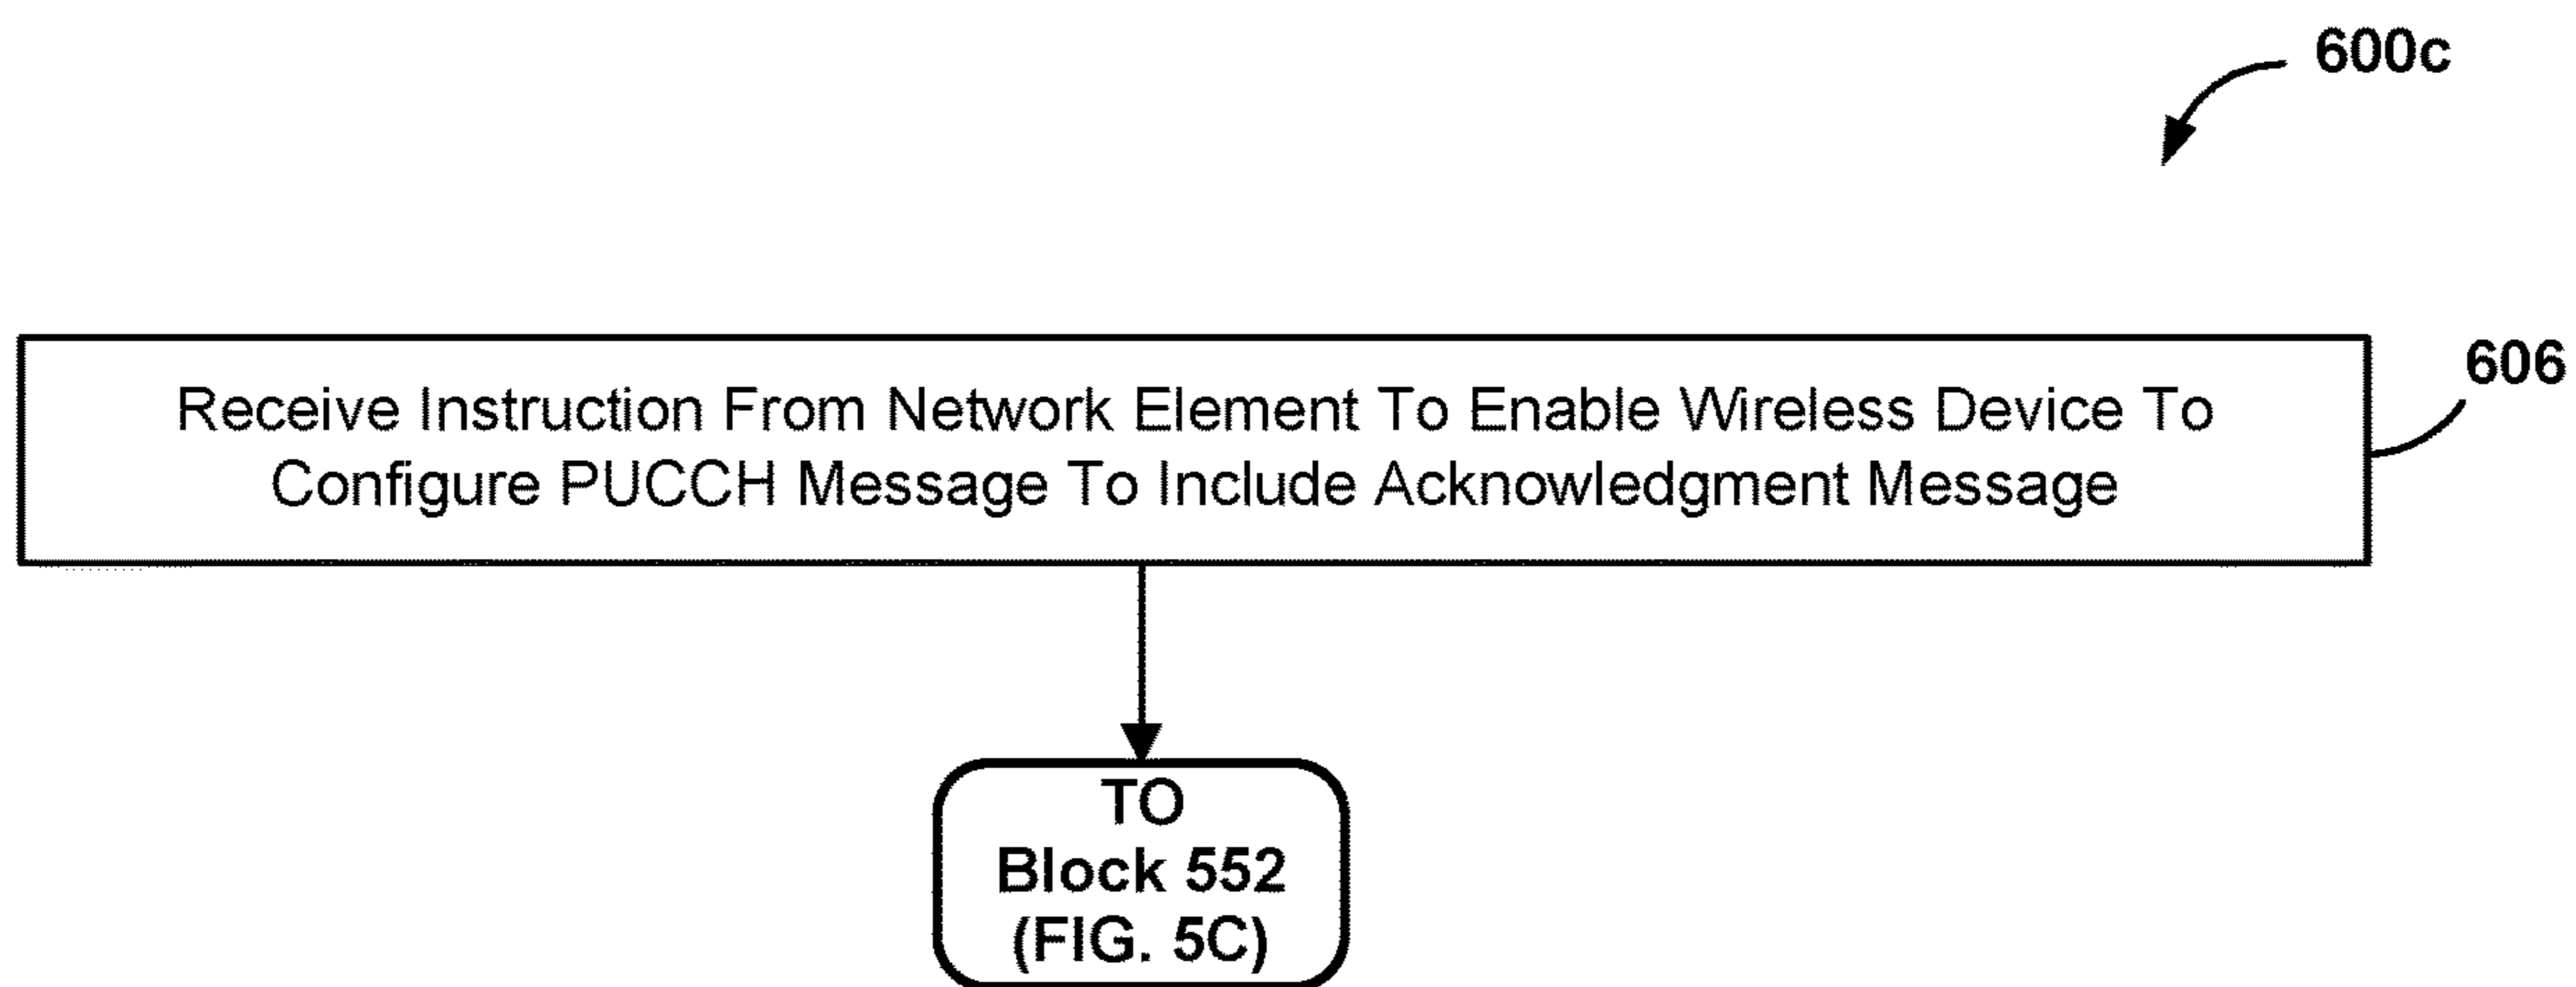 600c
606
Receive Instruction From Network Element To Enable Wireless Device To
Configure PUCCH Message To Include Acknowledgment Message
TO
Block 552
(FIG. 5C)